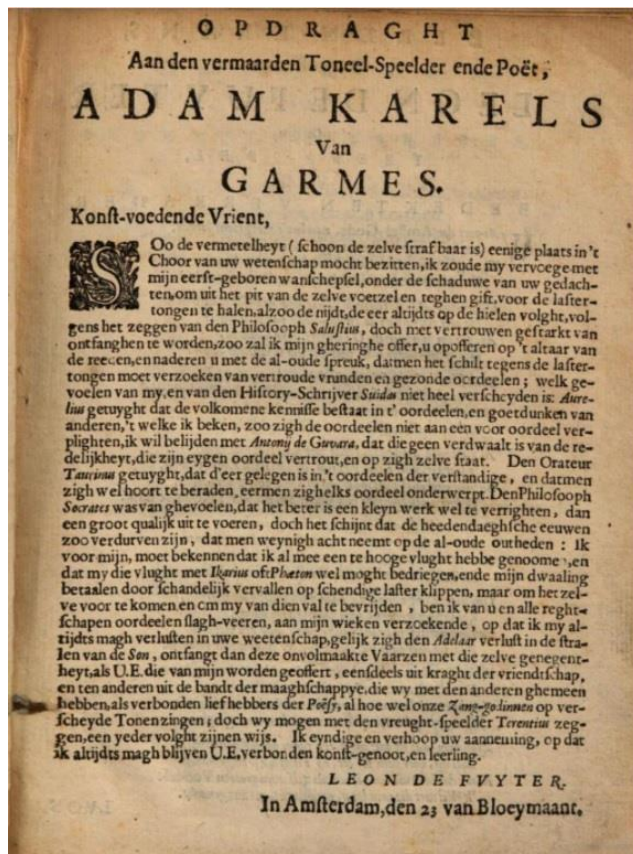 OPDRAGHT
Aan den vermaarden Toneel-Speelder ende Poët,
ADAM KARELS
Van
GARMES.
Konſt-voedende Vrient,
SOo de vermetelheyt ( ſchoon de zelve ſtrafbaar is) eenige plaats in't
Choor van uw wetenſchap mocht bezitten, ik zoude my vervoege met
mijn eerſt-geboren wanſchepſel, onder de ſchaduwe van uw gedach-
ten, om uit het pit van de zelve voetzel en teghen gift, voor de laſter-
tongen te halen, alzoo de nijdt, de eer altijdts op de hielen volght, vol-
gens het zeggen van den Philoſooph Saluſtius, doch met vertrouwen geſtarkt van
ontfanghen te worden, zoo zal ik mijn gheringhe offer, u opofferen op 't altaar van
de reeden, en naderen u met de al-oude ſpreuk, datmen het ſchilt tegens de laſter-
tongen moet verzoeken van vertroude vrunden en gezonde oordeelen ; welk ge-
voelen van my, en van den Hiſtory-Schrijver Suidas niet heel verſcheyden is: Aure-
lius getuyght dat de volkomene kenniſſe beſtaat in t' oordeelen, en goetdunken van
anderen, 't welke ik beken, zoo zigh de oordeelen niet aan een voor oordeel ver-
plighten, ik wil belijden met Antony de Guvara, dat die geen verdwaalt is van de re-
delijkheyt, die zijn eygen oordeel vertrout, en op zigh zelve ſtaat. Den Orateur
Taurinus getuyght, dat d'eer gelegen is in 't oordeelen der verſtandige, en datmen
zigh wel hoort te beraden, eermen zigh elks oordeel onderwerpt. Den Philoſooph
Socrates was van ghevoelen, dat het beter is een kleyn werk wel te verrighten, dan
een groot qualijk uit te voeren, doch het ſchijnt dat de heedendaeghſche eeuwen
zoo verdurven zijn, dat men weynigh acht neemt op de al-oude outheden : Ik
voor mijn, moet bekennen dat ik al mee een te hooge vlught hebbe genoome, en
dat my die vlught met Ikarius of Phæton wel moght bedriegen, ende mijn dwaaling
betaalen door ſchandelijk vervallen op ſchendige laſter klippen, maar om het zel-
ve voor te komen en om my van dien val te bevrijden, ben ik van u en alle reght-
ſchapen oordeelen ſlagh-veeren, aan mijn wieken verzoekende, op dat ik my al-
tijdts magh verluſten in uwe weetenſchap, gelijk zigh den Adelaar verluſt in de ſtra-
len van de Son, ontfangt dan deze onvolmaakte Vaarzen met die zelve genegent-
heyt, als U.E. die van mijn worden geoffert, eenſdeels uit kraght der vriendtſchap,
en ten anderen uit de bandt der maaghſchappye, die wy met den anderen ghemeen
hebben, als verbonden liefhebbers der Poëſy, al hoe wel onze Zang-godinnen op ver-
ſcheyde Tonen zingen ; doch wy mogen met den vreught-ſpeelder Terentius zeg-
gen, een yeder volght zijnen wijs. Ik eyndige en verhoop uw aanneming, op dat
ik altijdts magh blijven U.E. verbonden konſt-genoot, en leerling.
LEON DE FVYTER.
In Amſterdam, den 23 van Bloeymaant.